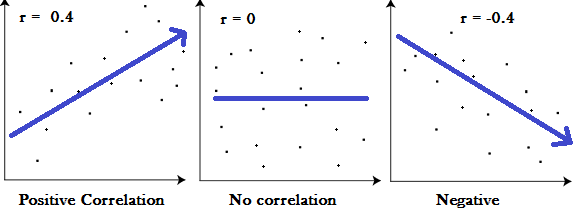 r = 0.4
r = 0
r = -0.4
Positive Correlation
No correlation
Negative